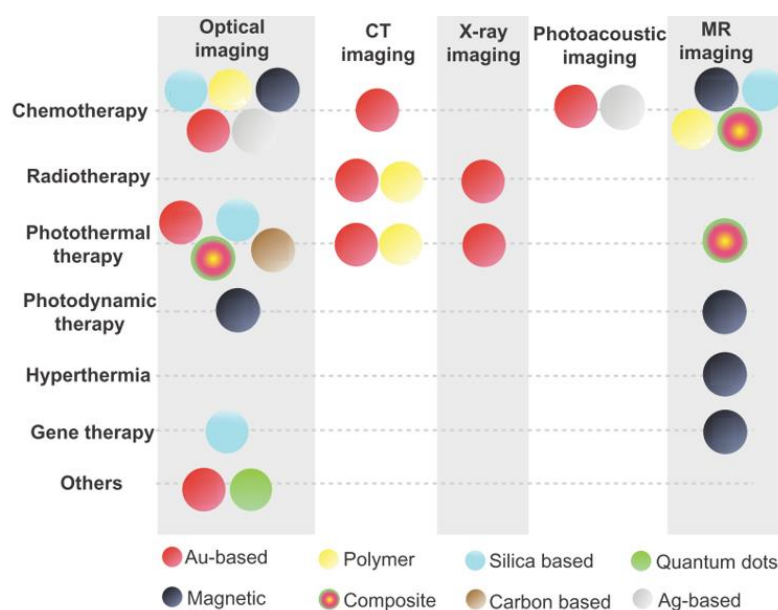 Optical imaging
CT imaging
X-ray imaging
Photoacoustic imaging
MR imaging
Chemotherapy
Radiotherapy
Photothermal
therapy
Photodynamic
therapy
Hyperthermia
Gene therapy
Others
Au-based
Polymer
Silica based
Quantum dots
Magnetic
Composite
Carbon based
Ag-based